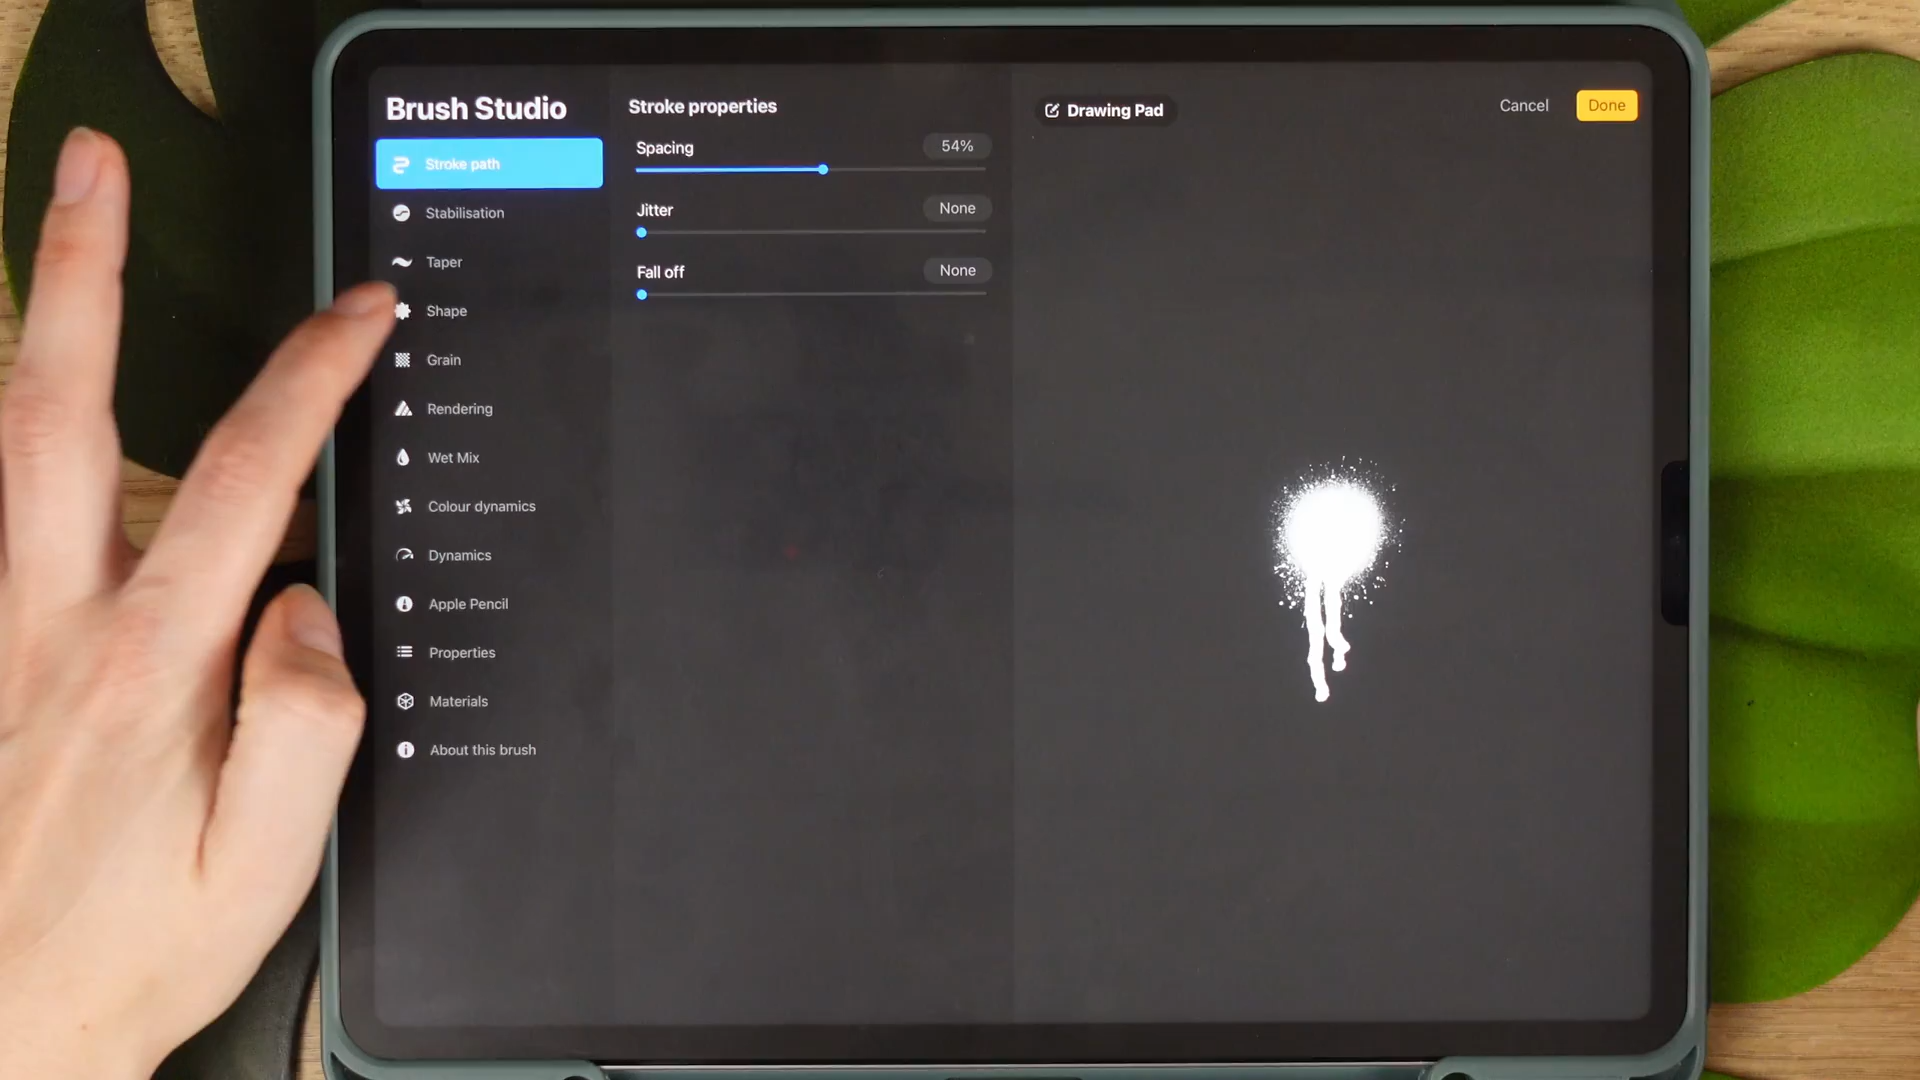 Brush Studio
Stroke path
Stabilisation
Taper
Shape
Grain
Rendering
Wet Mix
Colour dynamics
Dynamics
Apple Pencil
Properties
Materials
About this brush
Stroke properties
Spacing 54%
Jitter None
Fall off None
Drawing Pad
Cancel Done